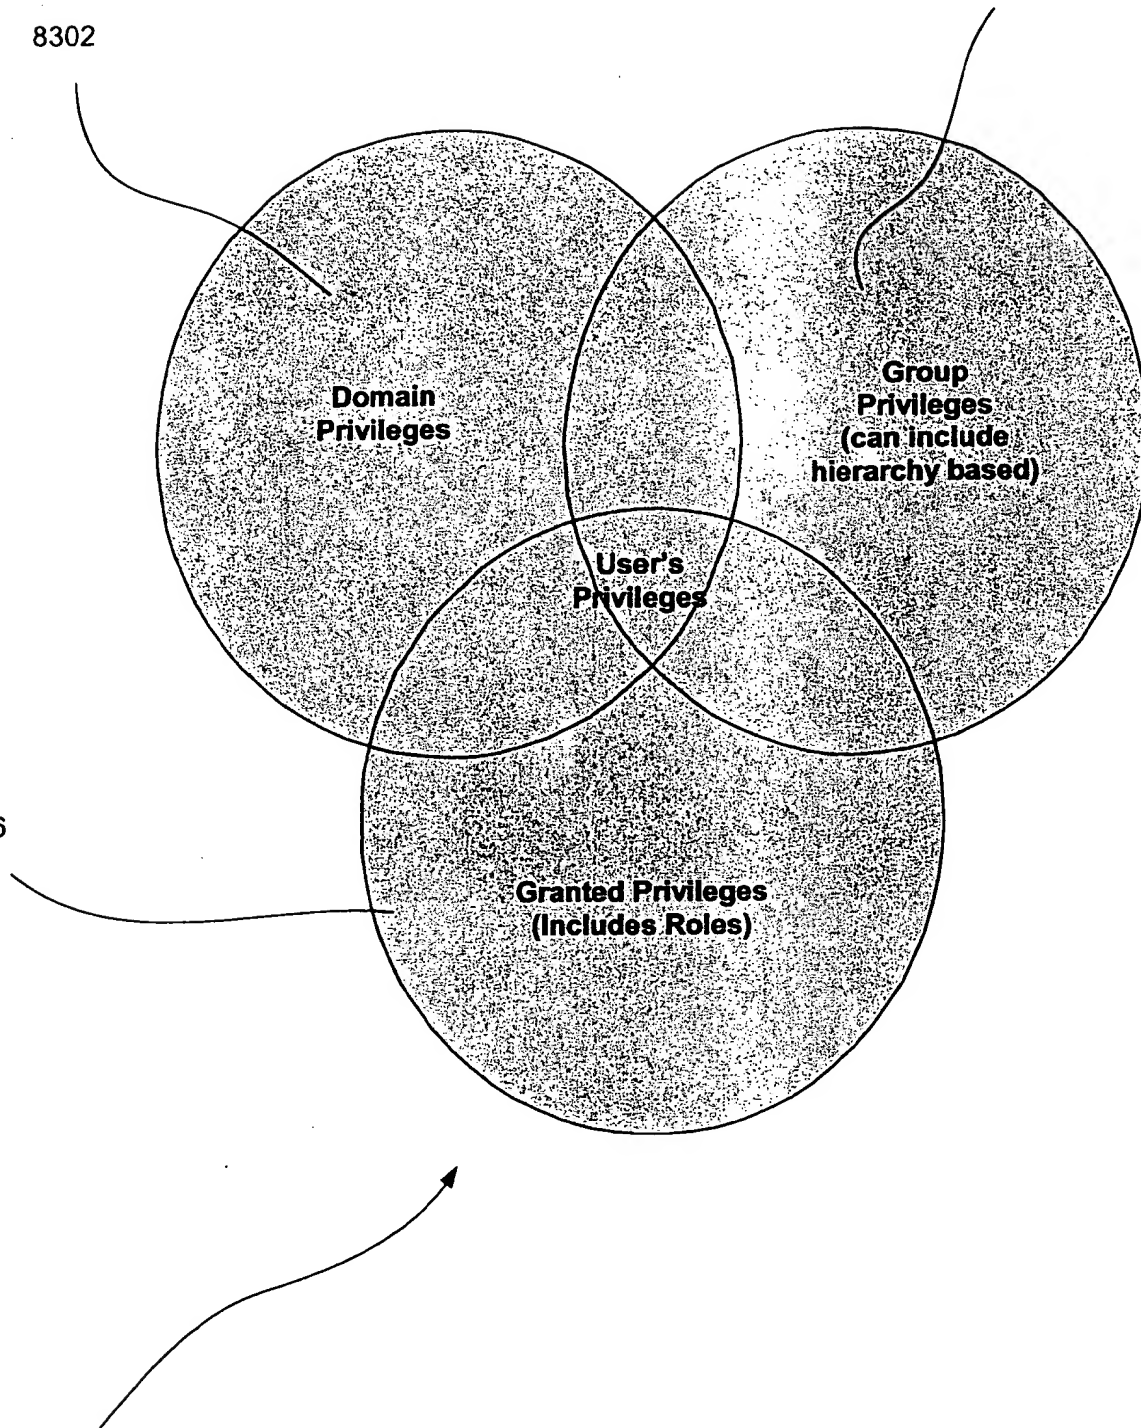 8302
Domain
Privileges
Group
Privileges
(can include
hierarchy based)
User's
Privileges
6
Granted Privileges
(Includes Roles)